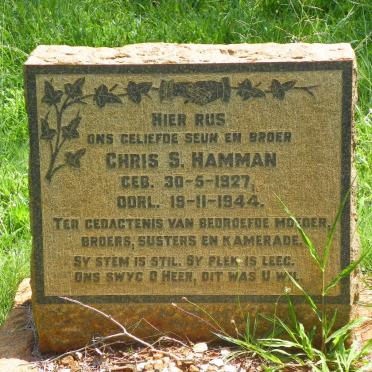 HIER RUS
ONS GELIEFDE SEUN EN BROER
CHRIS S. HAMMAN
GEB. 30-5-1927,
OORL. 19-11-1944.
TER GEDACTENIS VAN BEDROEFDE MOEDER,
BROERS, SUSTERS EN KAMERADE.
SY STEM IS STIL. SY PLEK IS LEEG.
ONS SWYG O HEER, DIT WAS U WIL.